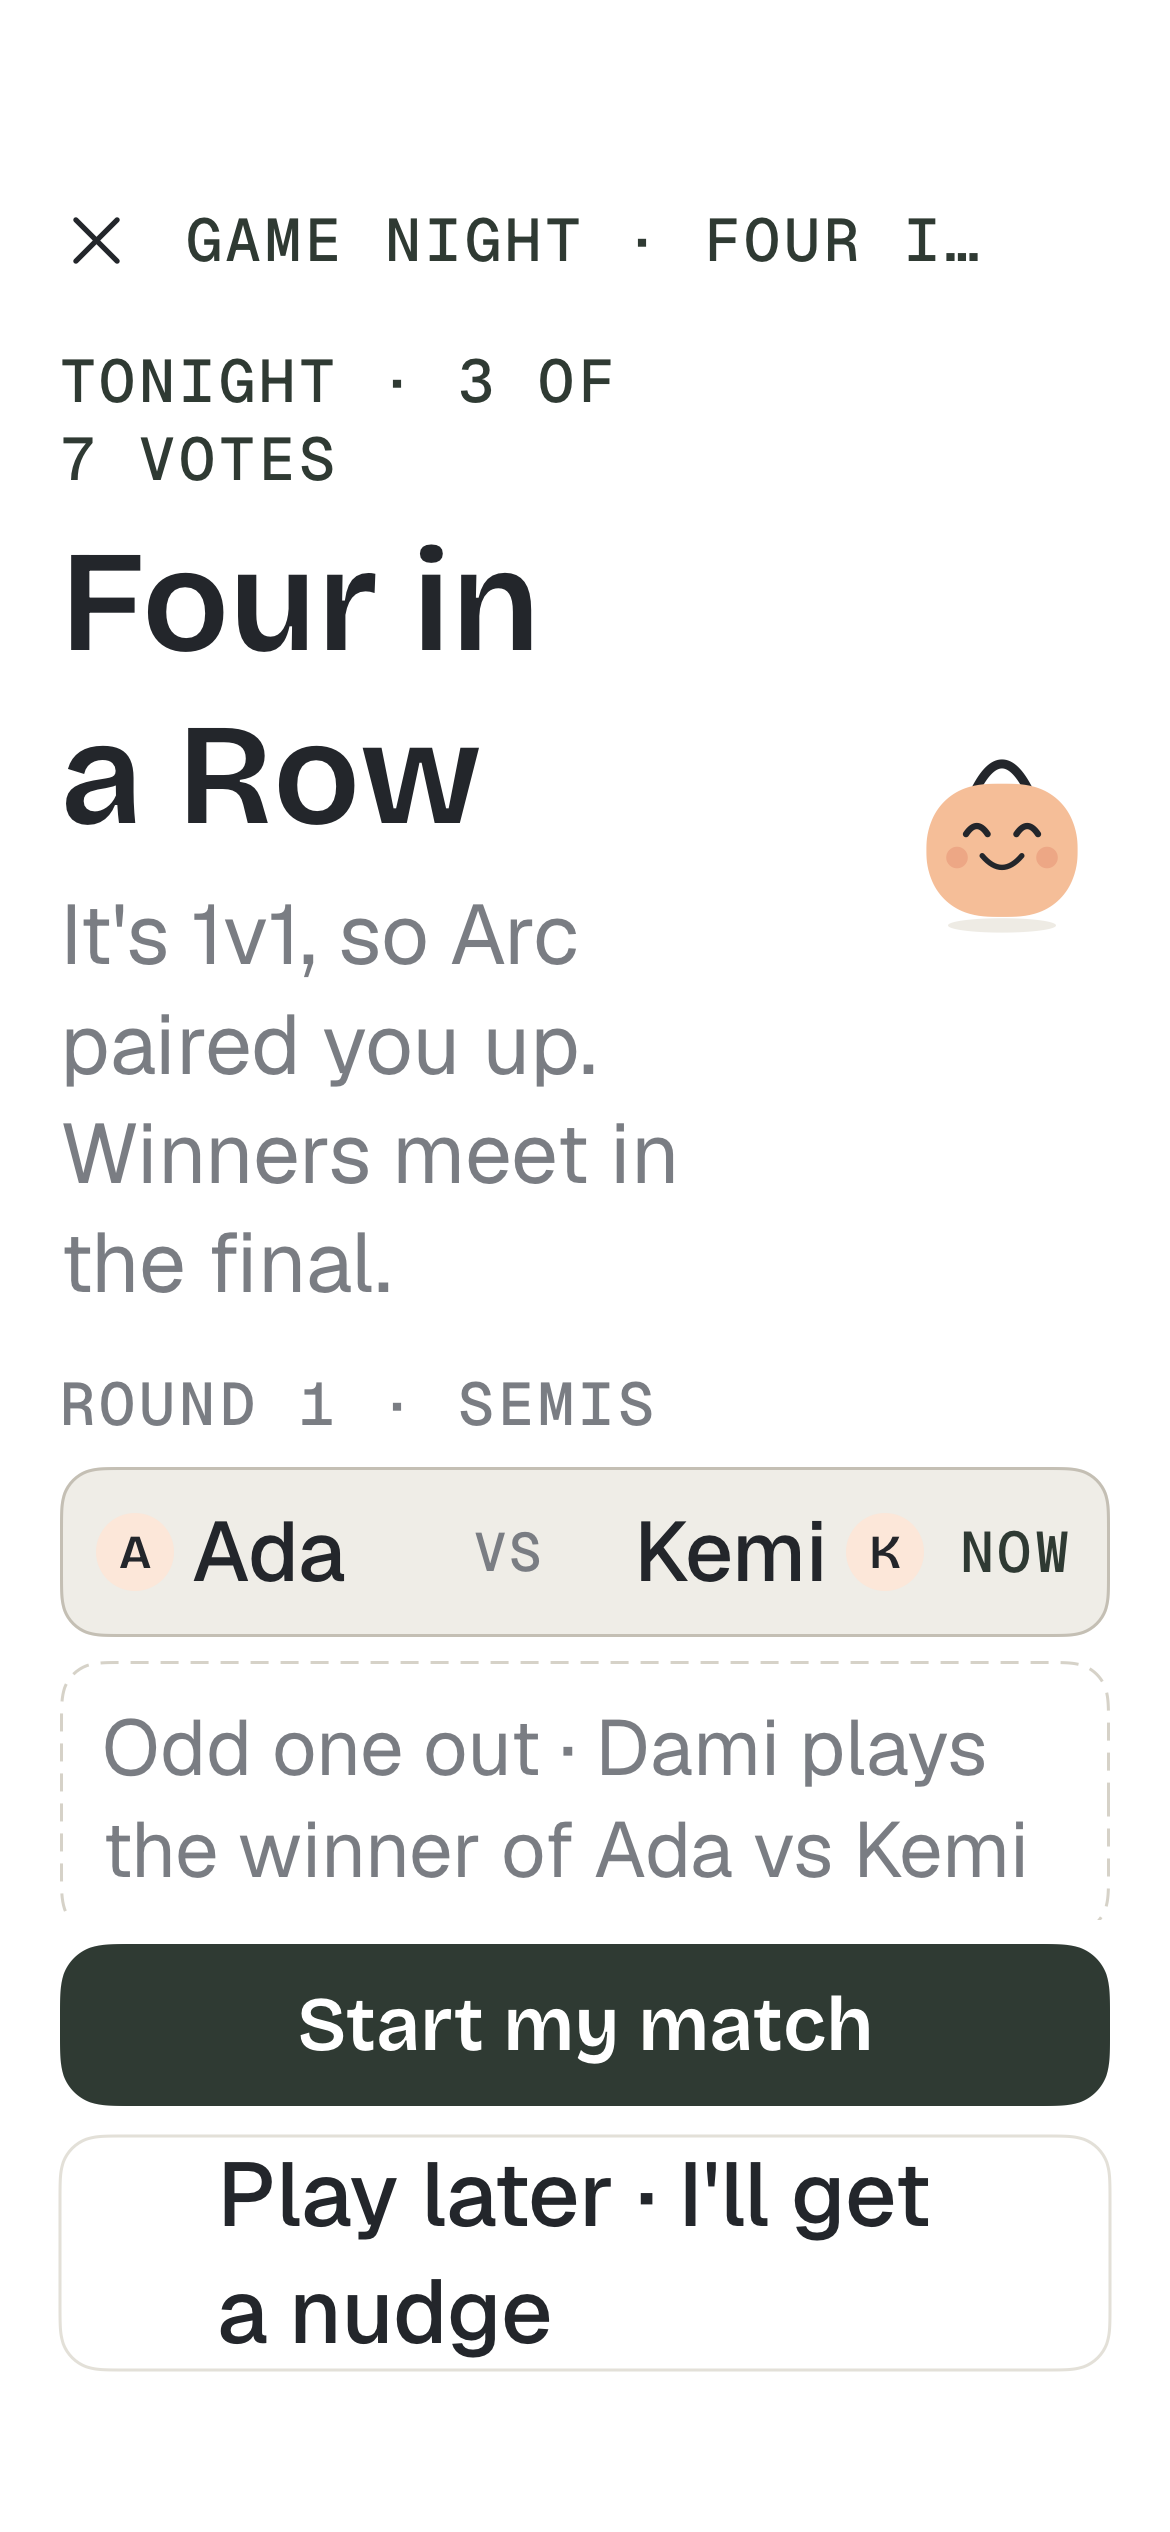 GAME NIGHT · FOUR I…
TONIGHT · 3 OF
7 VOTES
Four in
a Row
It's 1v1, so Arc
paired you up.
Winners meet in
the final.
ROUND 1 · SEMIS
A Ada VS Kemi K NOW
Odd one out · Dami plays
the winner of Ada vs Kemi
Start my match
Play later · I'll get
a nudge